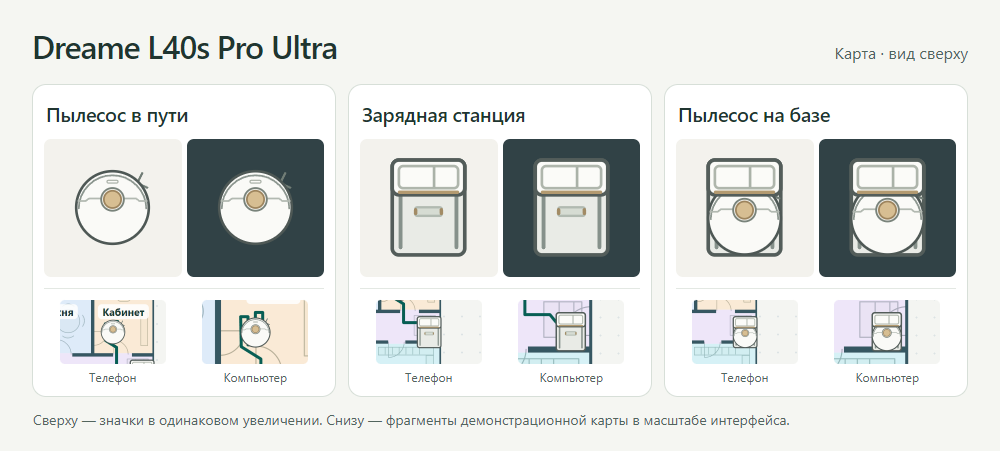 Dreame L40s Pro Ultra
Карта · вид сверху
Пылесос в пути
Зарядная станция
Пылесос на базе
Кабинет
Телефон
Компьютер
Телефон
Компьютер
Телефон
Компьютер
Сверху — значки в одинаковом увеличении. Снизу — фрагменты демонстрационной карты в масштабе интерфейса.